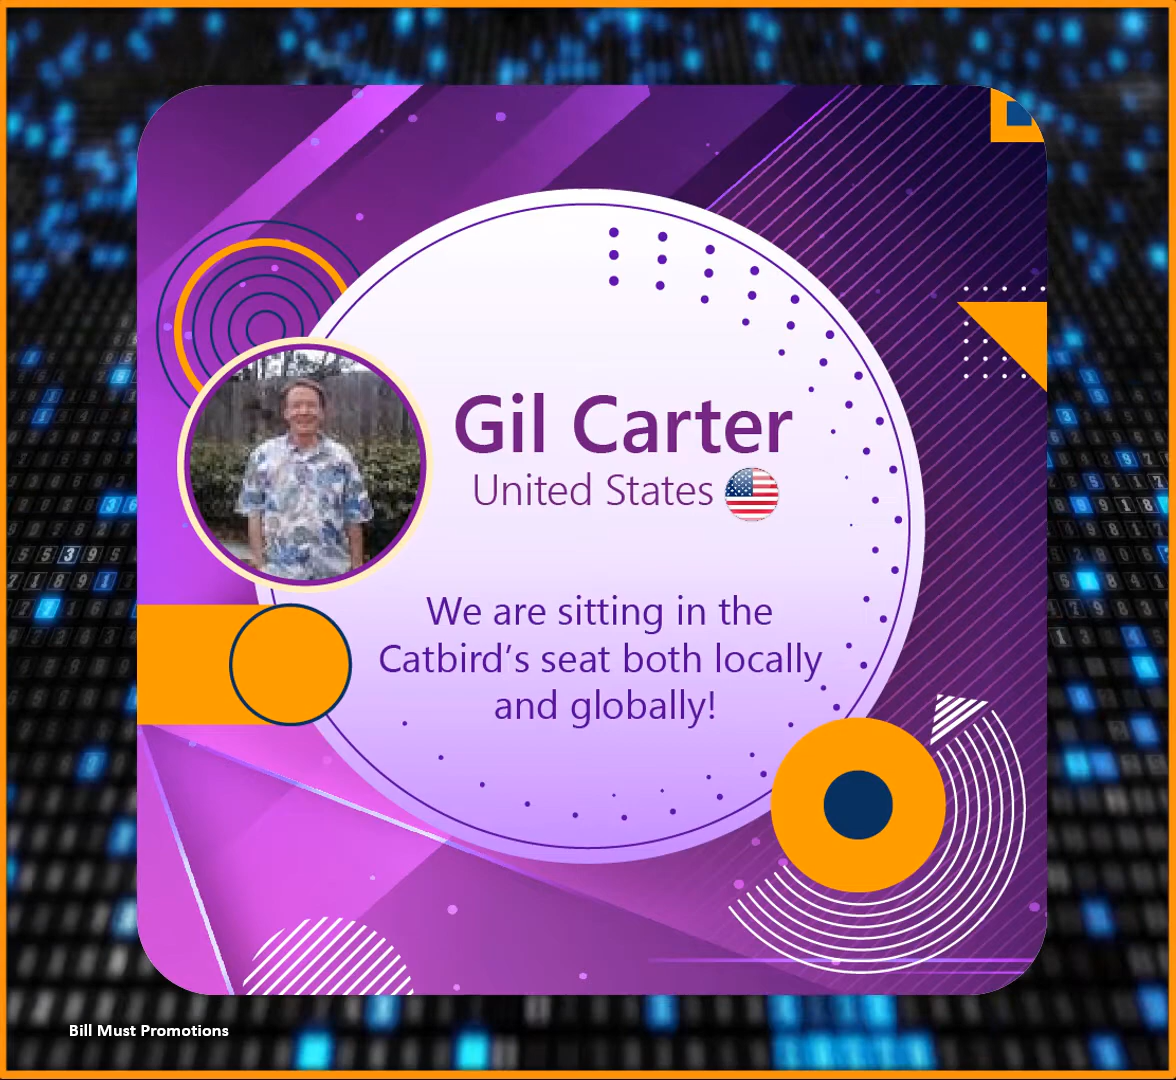 Gil Carter
United States
We are sitting in the
Catbird's seat both locally
and globally!
Bill Must Promotions